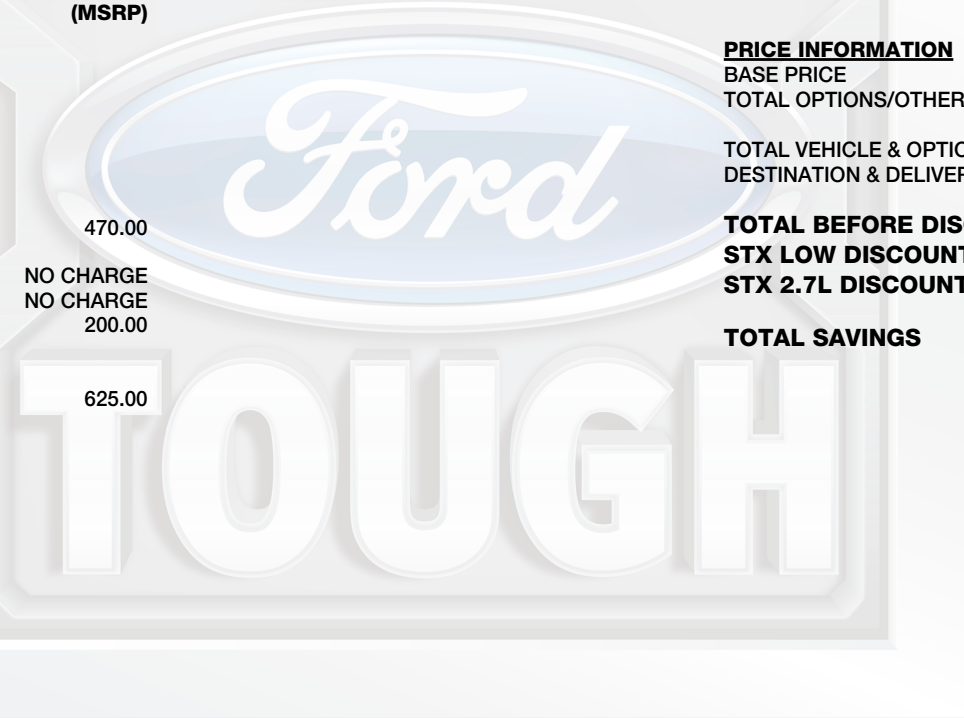 (MSRP)
470.00
NO CHARGE
NO CHARGE
200.00
625.00
PRICE INFORMATION
BASE PRICE
TOTAL OPTIONS/OTHER
TOTAL VEHICLE & OPTIO
DESTINATION & DELIVER
TOTAL BEFORE DIS
STX LOW DISCOUNT
STX 2.7L DISCOUNT
TOTAL SAVINGS
Ford
TOUGH